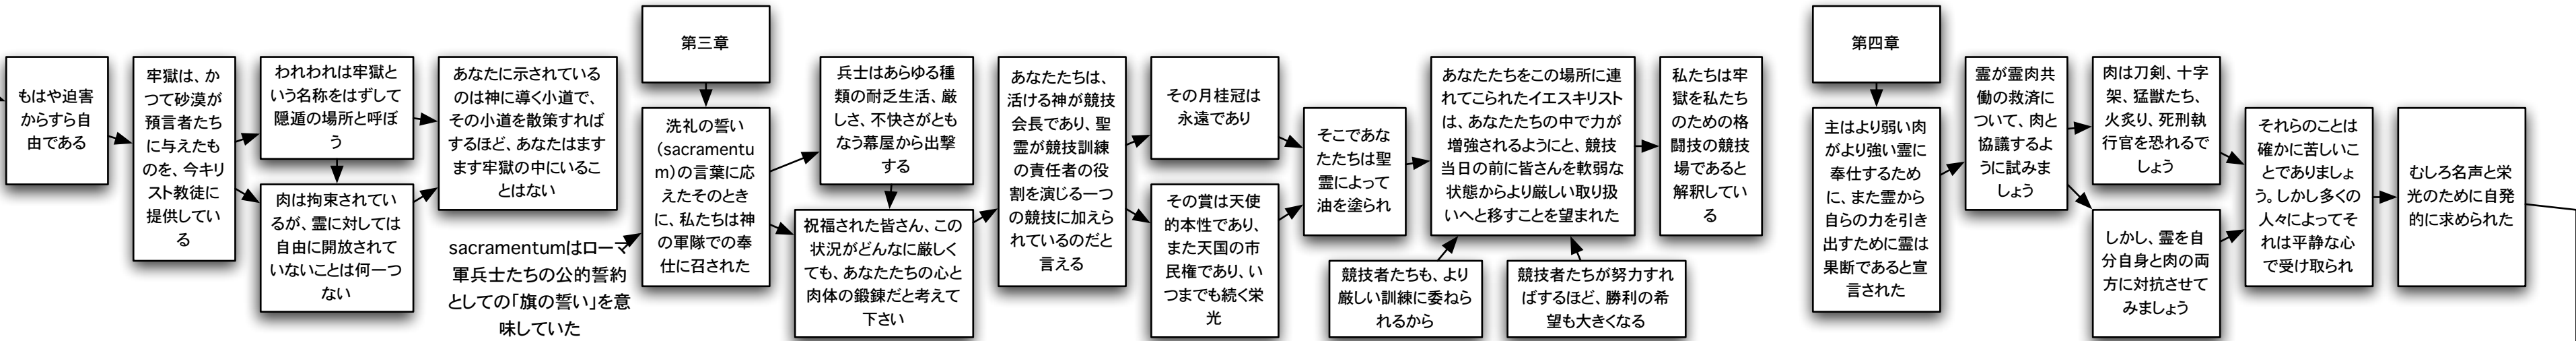 もはや迫害
からすら自
由である
牢獄は、か
つて砂漠が
預言者たち
に与えたも
のを、今キリ
スト教徒に
提供してい
る
われわれは牢獄と
いう名称をはずして
隠遁の場所と呼ぼ
う
肉は拘束されてい
るが、霊に対しては
自由に開放されて
いないことは何一つ
ない
あなたに示されている
のは神に導く小道で、
その小道を散策すれば
するほど、あなたはます
ます牢獄の中にいるこ
とはない
sacramentumはローマ
軍兵士たちの公的誓約
としての「旗の誓い」を意
味していた
第三章
洗礼の誓い
(sacramentu
m)の言葉に応
えたそのとき
に、私たちは神
の軍隊での奉
仕に召された
兵士はあらゆる種
類の耐乏生活、厳
しさ、不快さがとも
なう幕屋から出撃
する
祝福された皆さん、この
状況がどんなに厳しく
ても、あなたたちの心と
肉体の鍛錬だと考えて
下さい
あなたたちは、
活ける神が競技
会長であり、聖
霊が競技訓練
の責任者の役
割を演じる一つ
の競技に加えら
れているのだと
言える
その月桂冠は
永遠であり
その賞は天使
的本性であり、
また天国の市
民権であり、い
つまでも続く栄
光
そこであな
たたちは聖
霊によって
油を塗られ
あなたたちをこの場所に連
れてこられたイエスキリスト
は、あなたたちの中で力が
増強されるようにと、競技
当日の前に皆さんを軟弱な
状態からより厳しい取り扱
いへと移すことを望まれた
競技者たちも、より
厳しい訓練に委ねら
れるから
競技者たちが努力すれ
ばするほど、勝利の希
望も大きくなる
私たちは牢
獄を私たち
のための格
闘技の競技
場であると
解釈してい
る
第四章
主はより弱い肉
がより強い霊に
奉仕するため
に、また霊から
自らの力を引き
出すために霊は
果断であると宣
言された
霊が霊肉共
働の救済に
ついて、肉と
協議するよ
うに試みま
しょう
肉は刀剣、十字
架、猛獣たち、
火炙り、死刑執
行官を恐れるで
しょう
しかし、霊を自
分自身と肉の両
方に対抗させて
みましょう
それらのことは
確かに苦しいこ
とでありましょ
う。しかし多くの
人々によってそ
れは平静な心
で受け取られ
むしろ名声と栄
光のために自発
的に求められた